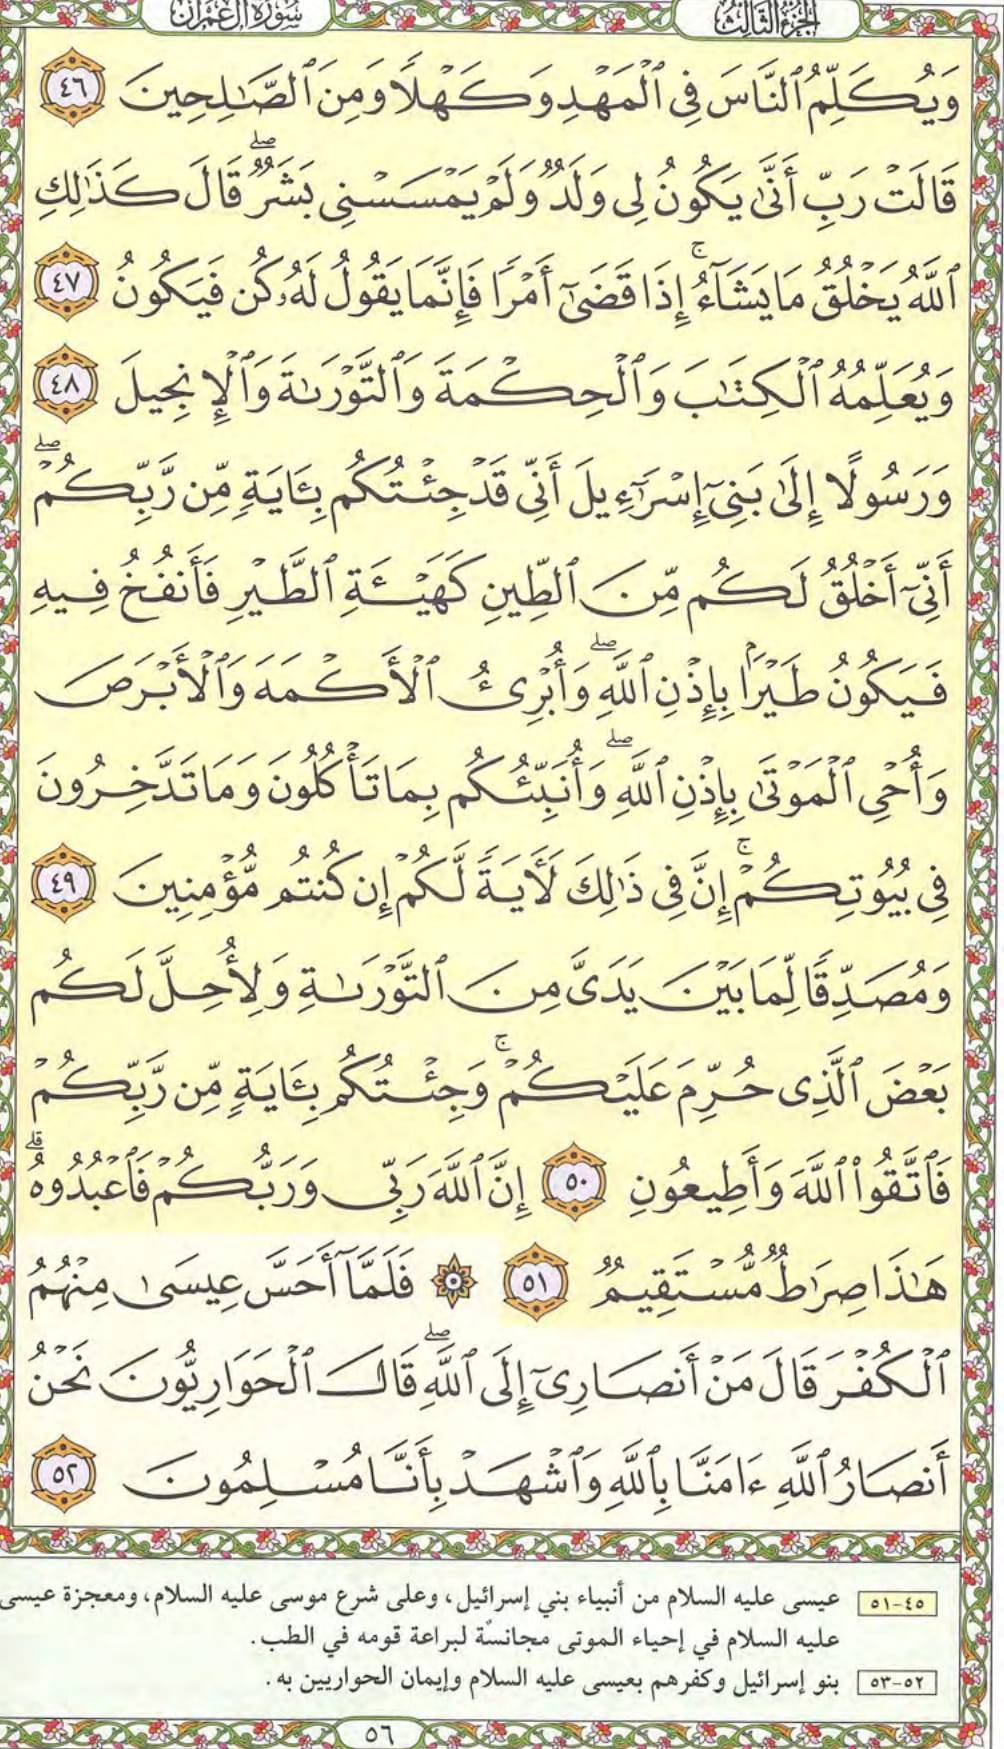 سُورَةُ آلِ عِمْرَانَ
الجُزْءُ الثَّالِثُ
وَيُكَلِّمُ ٱلنَّاسَ فِى ٱلْمَهْدِ وَكَهْلًا وَمِنَ ٱلصَّٰلِحِينَ ٤٦
قَالَتْ رَبِّ أَنَّىٰ يَكُونُ لِى وَلَدٌ وَلَمْ يَمْسَسْنِى بَشَرٌ ۖ قَالَ كَذَٰلِكِ
ٱللَّهُ يَخْلُقُ مَا يَشَآءُ ۚ إِذَا قَضَىٰٓ أَمْرًا فَإِنَّمَا يَقُولُ لَهُۥ كُن فَيَكُونُ ٤٧
وَيُعَلِّمُهُ ٱلْكِتَٰبَ وَٱلْحِكْمَةَ وَٱلتَّوْرَىٰةَ وَٱلْإِنجِيلَ ٤٨
وَرَسُولًا إِلَىٰ بَنِىٓ إِسْرَٰٓءِيلَ أَنِّى قَدْ جِئْتُكُم بِـَٔايَةٍ مِّن رَّبِّكُمْ ۖ
أَنِّىٓ أَخْلُقُ لَكُم مِّنَ ٱلطِّينِ كَهَيْـَٔةِ ٱلطَّيْرِ فَأَنفُخُ فِيهِ
فَيَكُونُ طَيْرًۢا بِإِذْنِ ٱللَّهِ ۖ وَأُبْرِئُ ٱلْأَكْمَهَ وَٱلْأَبْرَصَ
وَأُحْىِ ٱلْمَوْتَىٰ بِإِذْنِ ٱللَّهِ ۖ وَأُنَبِّئُكُم بِمَا تَأْكُلُونَ وَمَا تَدَّخِرُونَ
فِى بُيُوتِكُمْ ۚ إِنَّ فِى ذَٰلِكَ لَـَٔايَةً لَّكُمْ إِن كُنتُم مُّؤْمِنِينَ ٤٩
وَمُصَدِّقًا لِّمَا بَيْنَ يَدَىَّ مِنَ ٱلتَّوْرَىٰةِ وَلِأُحِلَّ لَكُم
بَعْضَ ٱلَّذِى حُرِّمَ عَلَيْكُمْ ۚ وَجِئْتُكُم بِـَٔايَةٍ مِّن رَّبِّكُمْ
فَٱتَّقُوا۟ ٱللَّهَ وَأَطِيعُونِ ٥٠ إِنَّ ٱللَّهَ رَبِّى وَرَبُّكُمْ فَٱعْبُدُوهُ ۗ
هَٰذَا صِرَٰطٌ مُّسْتَقِيمٌ ٥١ ۞ فَلَمَّآ أَحَسَّ عِيسَىٰ مِنْهُمُ
ٱلْكُفْرَ قَالَ مَنْ أَنصَارِىٓ إِلَى ٱللَّهِ ۖ قَالَ ٱلْحَوَارِيُّونَ نَحْنُ
أَنصَارُ ٱللَّهِ ءَامَنَّا بِٱللَّهِ وَٱشْهَدْ بِأَنَّا مُسْلِمُونَ ٥٢
٤٥-٥١ عيسى عليه السلام من أنبياء بني إسرائيل، وعلى شرع موسى عليه السلام، ومعجزة عيسى
عليه السلام في إحياء الموتى مجانسةٌ لبراعة قومه في الطب.
٥٢-٥٣ بنو إسرائيل وكفرهم بعيسى عليه السلام وإيمان الحواريين به.
٥٦